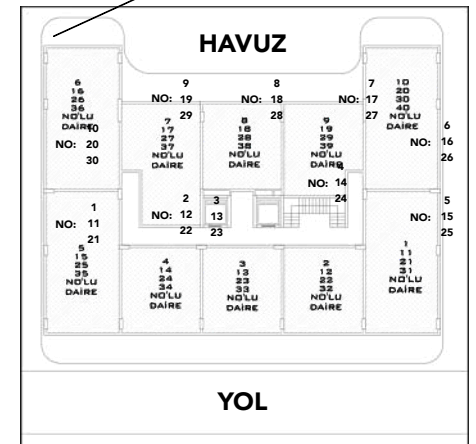 HAVUZ
6
16
26
36
NO'LU
DAİRE
10
NO: 20
30
9
NO: 19
29
7
17
27
37
NO'LU
DAİRE
8
NO: 18
28
8
18
28
38
NO'LU
DAİRE
7
NO: 17
27
9
19
29
39
NO'LU
DAİRE
10
20
30
40
NO'LU
DAİRE
6
NO: 16
26
4
NO: 14
24
2
NO: 12
22
3
13
23
1
NO: 11
21
5
15
25
35
NO'LU
DAİRE
4
14
24
34
NO'LU
DAİRE
3
13
23
33
NO'LU
DAİRE
2
12
22
32
NO'LU
DAİRE
5
NO: 15
25
1
11
21
31
NO'LU
DAİRE
YOL